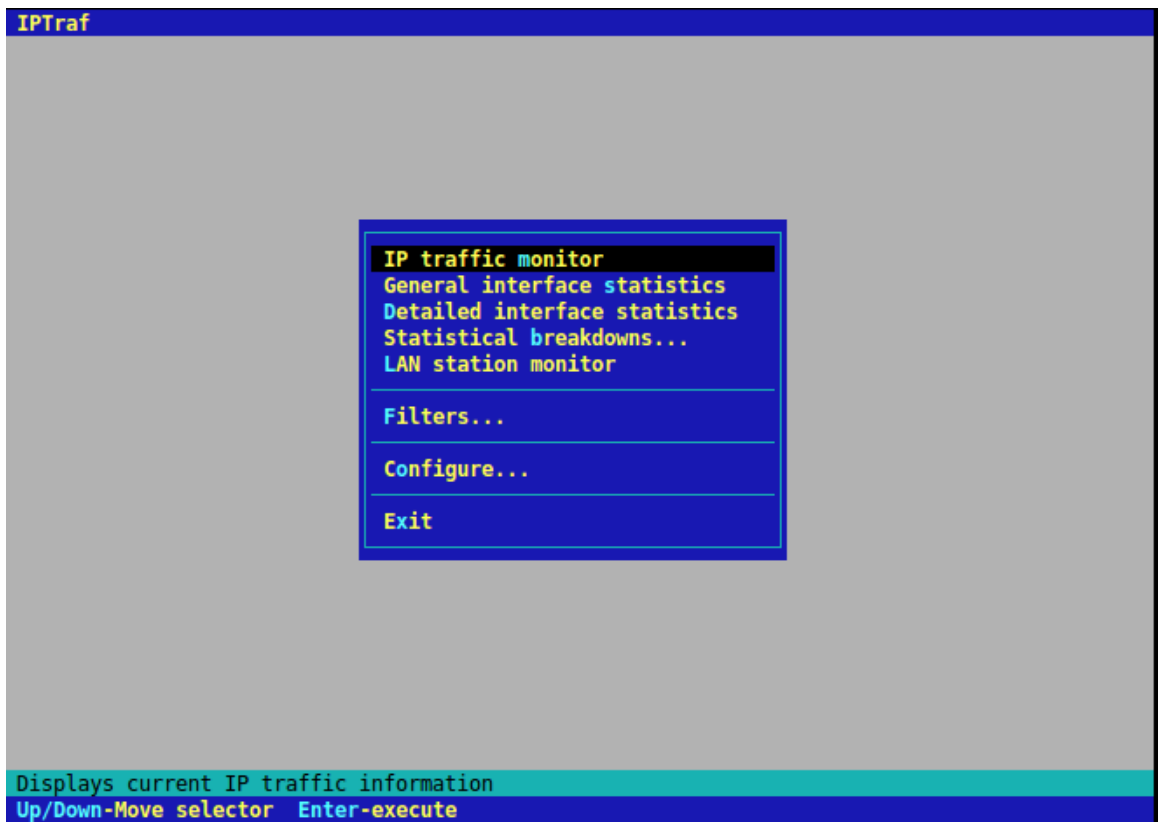 IPTraf
IP traffic monitor
General interface statistics
Detailed interface statistics
Statistical breakdowns...
LAN station monitor
Filters...
Configure...
Exit
Displays current IP traffic information
Up/Down-Move selector  Enter-execute